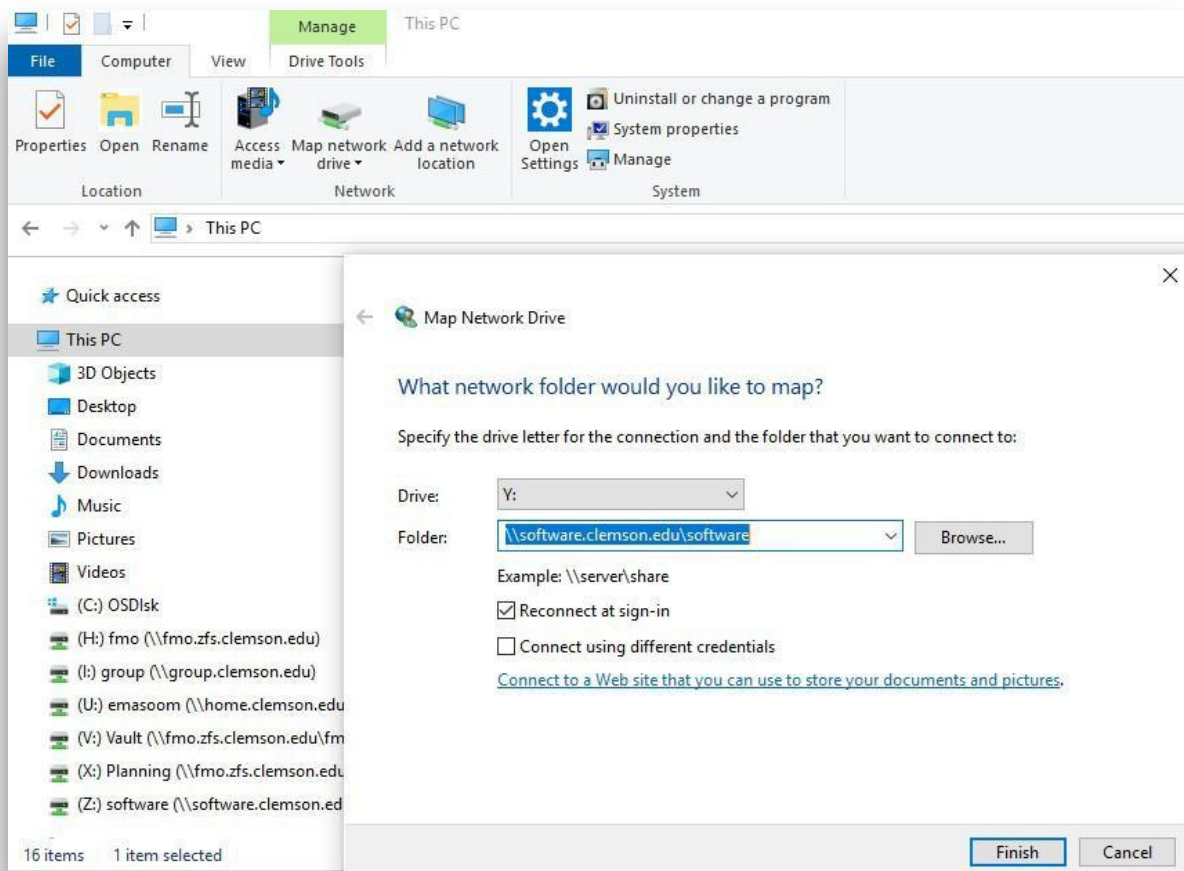 Manage
This PC
File
Computer
View
Drive Tools
Properties
Open
Rename
Access media
Map network drive
Add a network location
Open Settings
Uninstall or change a program
System properties
Manage
Location
Network
System
This PC
Quick access
This PC
3D Objects
Desktop
Documents
Downloads
Music
Pictures
Videos
(C:) OSDIsk
(H:) fmo (\\fmo.zfs.clemson.edu)
(I:) group (\\group.clemson.edu)
(U:) emasoom (\\home.clemson.edu
(V:) Vault (\\fmo.zfs.clemson.edu\fm
(X:) Planning (\\fmo.zfs.clemson.edu
(Z:) software (\\software.clemson.ed
16 items
1 item selected
Map Network Drive
What network folder would you like to map?
Specify the drive letter for the connection and the folder that you want to connect to:
Drive:
Y:
Folder:
\\software.clemson.edu\software
Browse...
Example: \\server\share
Reconnect at sign-in
Connect using different credentials
Connect to a Web site that you can use to store your documents and pictures.
Finish
Cancel